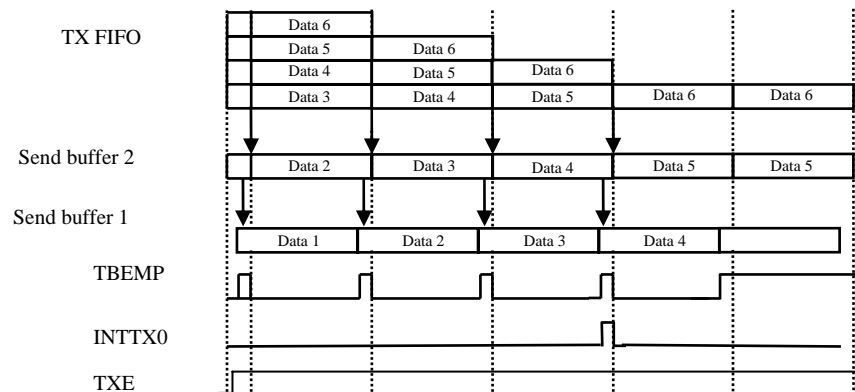 TX FIFO
Data 6
Data 5 Data 6
Data 4 Data 5 Data 6
Data 3 Data 4 Data 5 Data 6 Data 6
Send buffer 2
Data 2 Data 3 Data 4 Data 5 Data 5
Send buffer 1
Data 1 Data 2 Data 3 Data 4
TBEMP
INTTX0
TXE